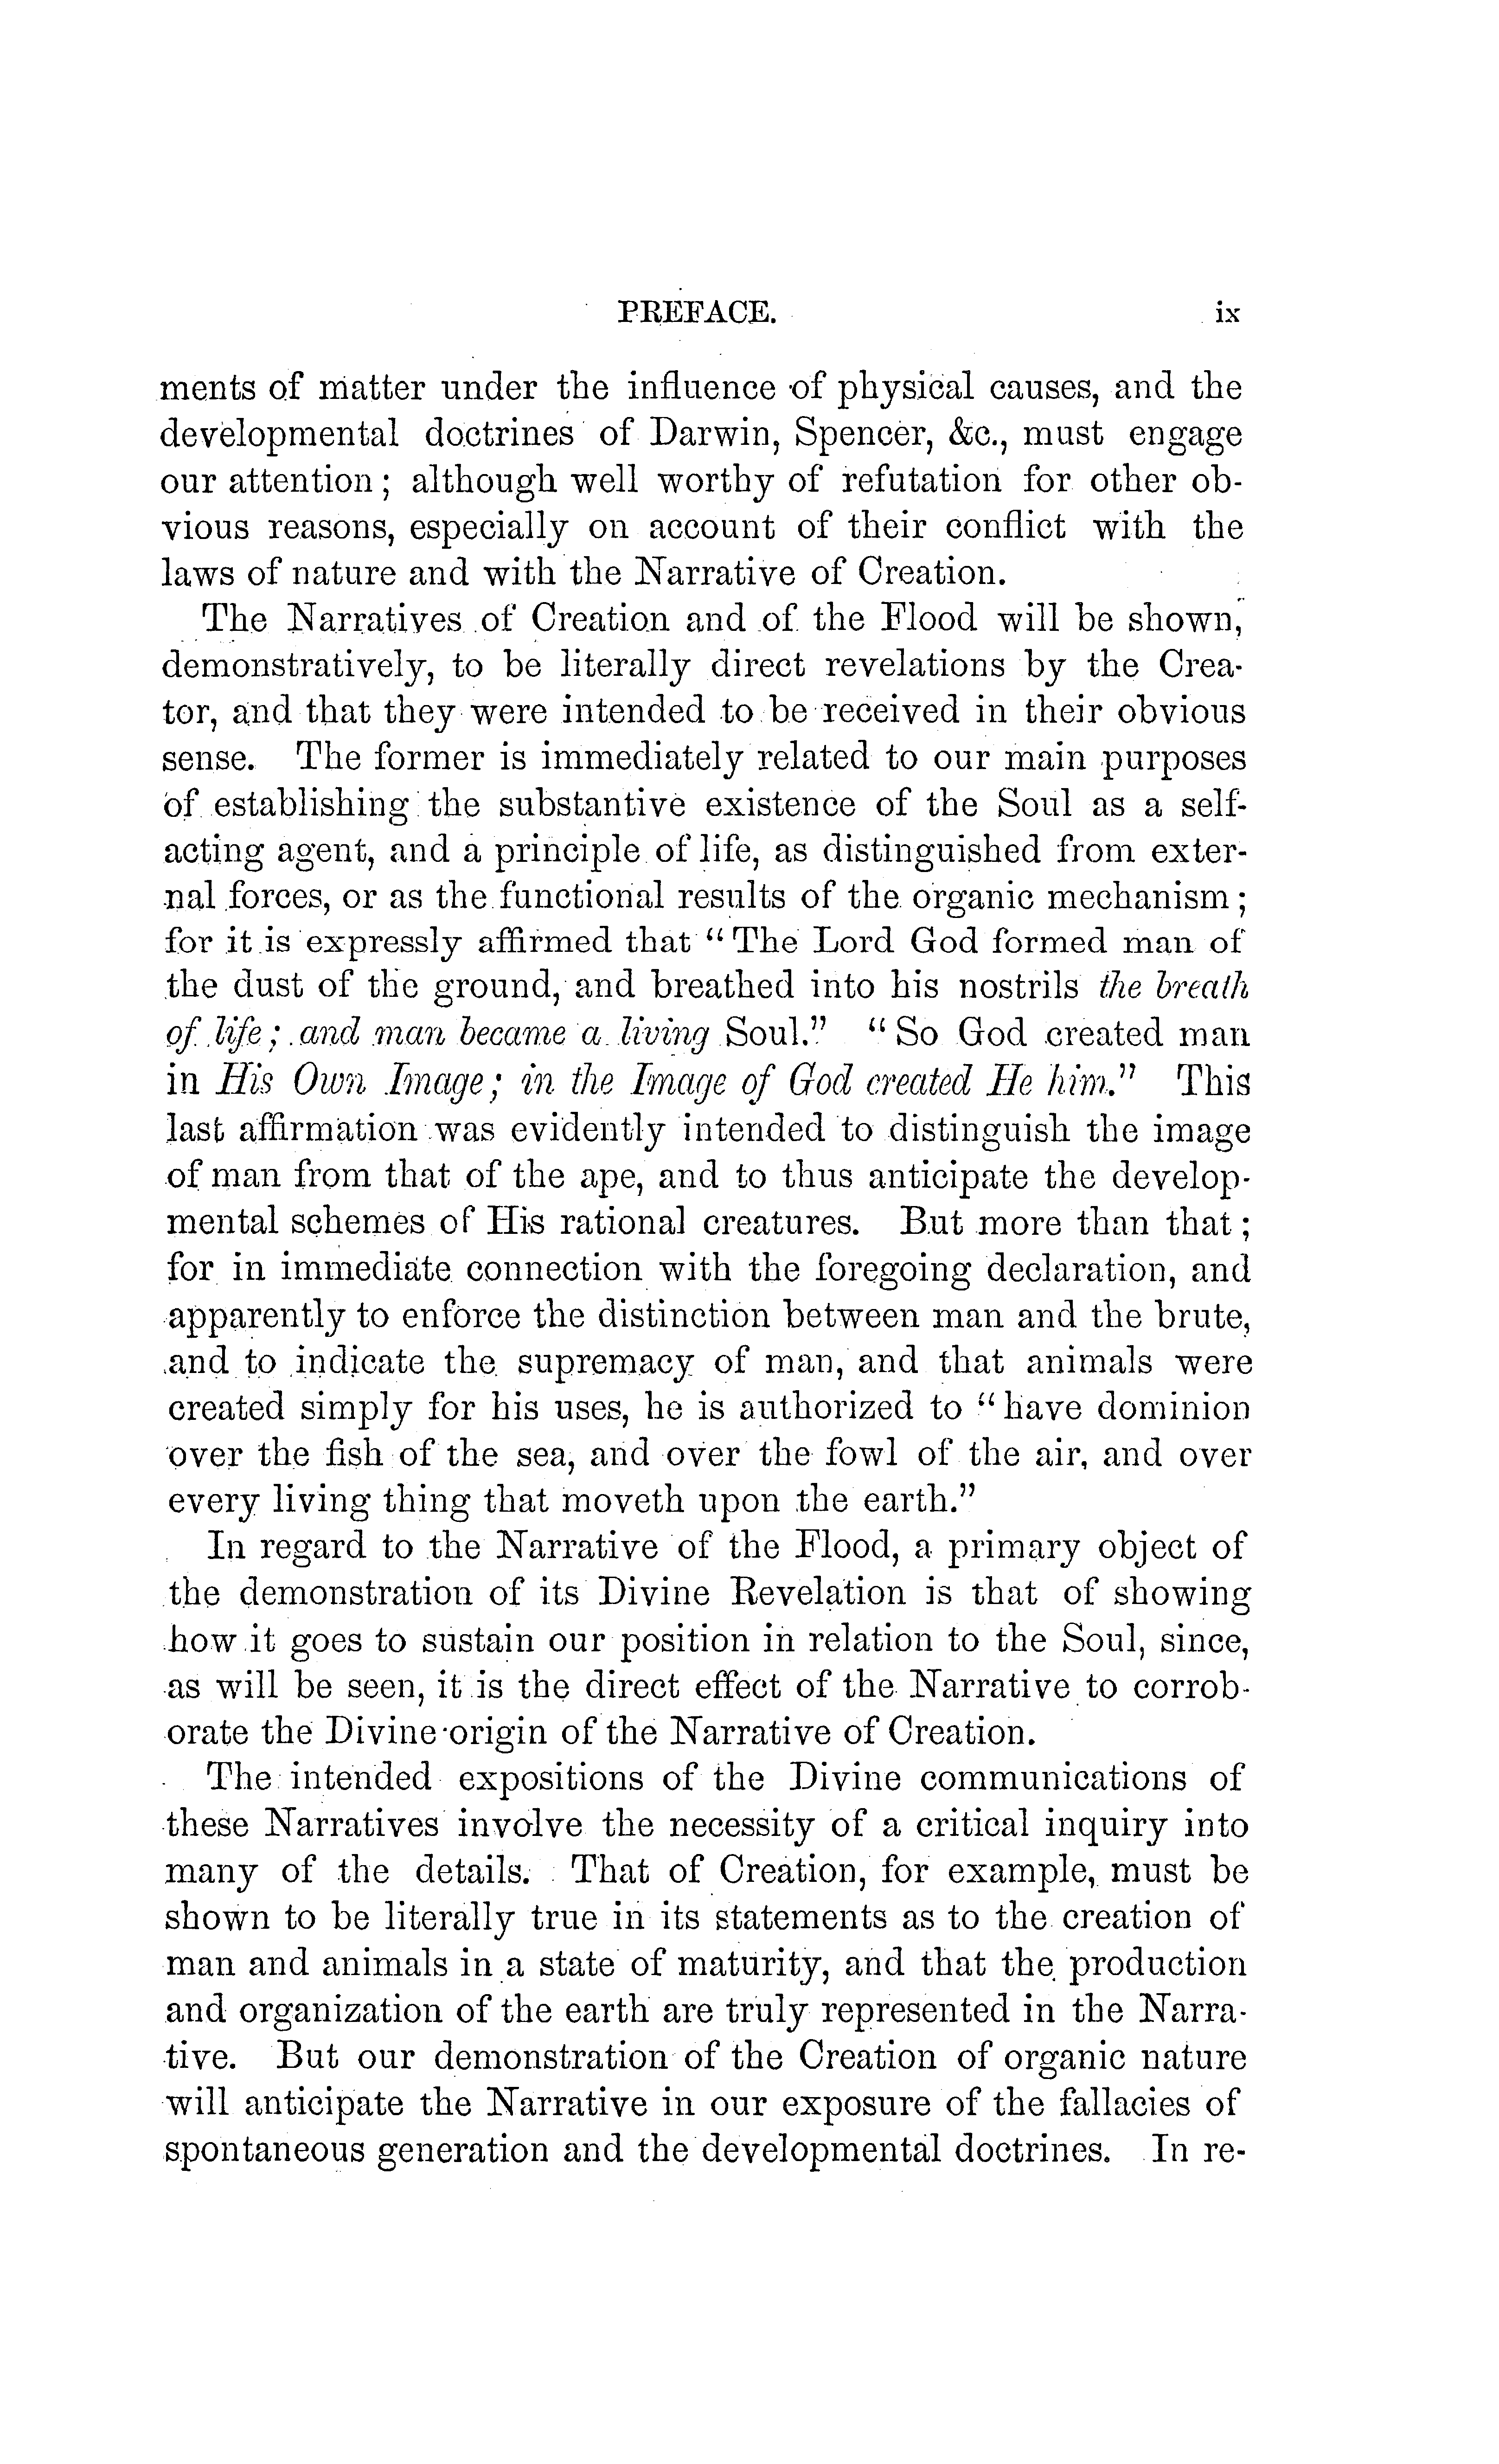 PREFACE. ix
ments of matter under the influence of physical causes, and the
developmental doctrines of Darwin, Spencer, &c., must engage
our attention; although well worthy of refutation for other ob-
vious reasons, especially on account of their conflict with the
laws of nature and with the Narrative of Creation.
The Narratives of Creation and of the Flood will be shown,
demonstratively, to be literally direct revelations by the Crea-
tor, and that they were intended to be received in their obvious
sense. The former is immediately related to our main purposes
of establishing the substantive existence of the Soul as a self-
acting agent, and a principle of life, as distinguished from exter-
nal forces, or as the functional results of the organic mechanism;
for it is expressly affirmed that "The Lord God formed man of
the dust of the ground, and breathed into his nostrils the breath
of life; and man became a living Soul." "So God created man
in His Own Image; in the Image of God created He him." This
last affirmation was evidently intended to distinguish the image
of man from that of the ape, and to thus anticipate the develop-
mental schemes of His rational creatures. But more than that;
for in immediate connection with the foregoing declaration, and
apparently to enforce the distinction between man and the brute,
and to indicate the supremacy of man, and that animals were
created simply for his uses, he is authorized to "have dominion
over the fish of the sea, and over the fowl of the air, and over
every living thing that moveth upon the earth."
In regard to the Narrative of the Flood, a primary object of
the demonstration of its Divine Revelation is that of showing
how it goes to sustain our position in relation to the Soul, since,
as will be seen, it is the direct effect of the Narrative to corrob-
orate the Divine origin of the Narrative of Creation.
The intended expositions of the Divine communications of
these Narratives involve the necessity of a critical inquiry into
many of the details. That of Creation, for example, must be
shown to be literally true in its statements as to the creation of
man and animals in a state of maturity, and that the production
and organization of the earth are truly represented in the Narra-
tive. But our demonstration of the Creation of organic nature
will anticipate the Narrative in our exposure of the fallacies of
spontaneous generation and the developmental doctrines. In re-